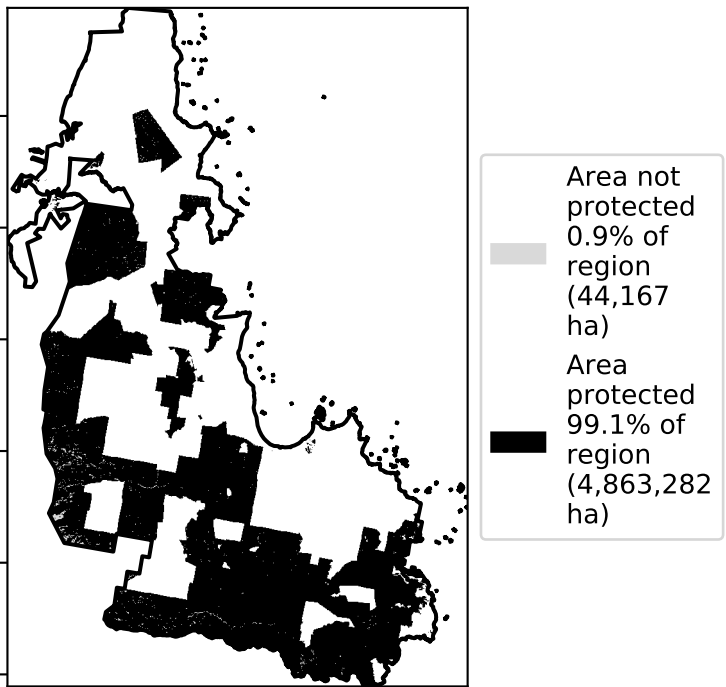 Area not
protected
0.9% of
region
(44,167
ha)
Area
protected
99.1% of
region
(4,863,282
ha)